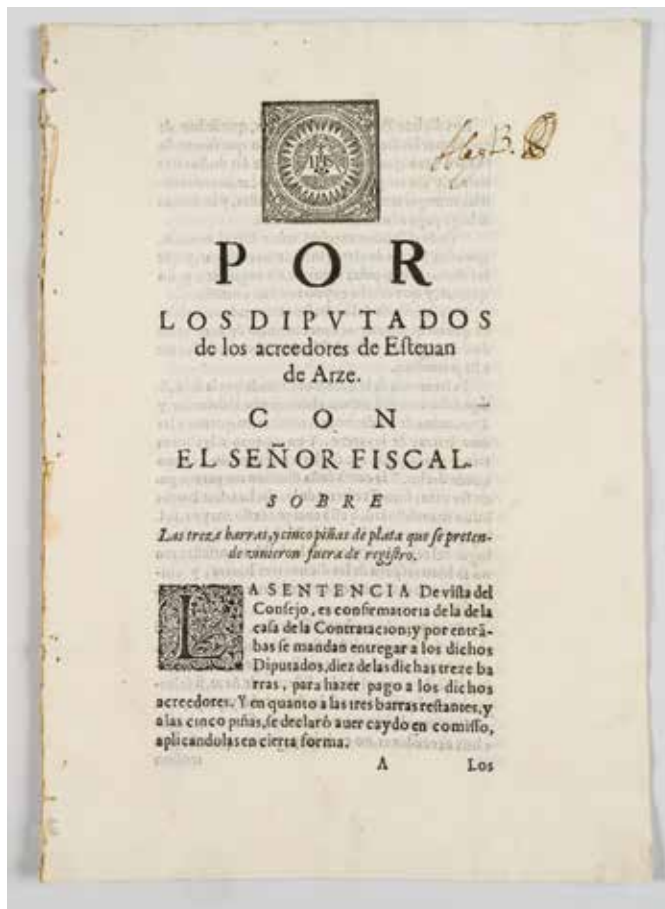 IHS
POR
LOS DIPVTADOS
de los acreedores de Esteuan
de Arze.
CON
EL SEÑOR FISCAL.
SOBRE
Las treze barras, y cinco piñas de plata que se preten-
de vinieron fuera de registro.
LA SENTENCIA De vista del
Consejo, es confirmatoria de la de la
casa de la Contratacion; y por entrã-
bas se mandan entregar a los dichos
Diputados, diez de las dichas treze ba
rras, para hazer pago a los dichos
acreedores. Y en quanto a las tres barras restantes, y
a las cinco piñas, se declarò auer caydo en comisso,
aplicandolas en cierta forma.
A Los